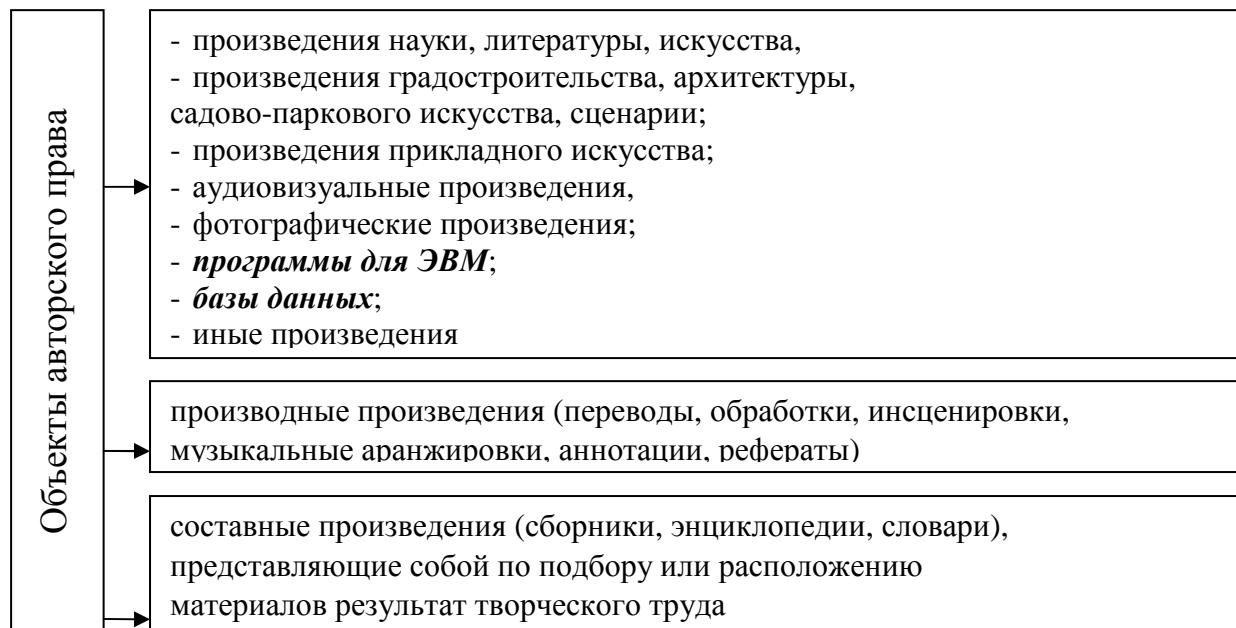 Объекты авторского права
- произведения науки, литературы, искусства,
- произведения градостроительства, архитектуры,
садово-паркового искусства, сценарии;
- произведения прикладного искусства;
- аудиовизуальные произведения,
- фотографические произведения;
- программы для ЭВМ;
- базы данных;
- иные произведения
производные произведения (переводы, обработки, инсценировки,
музыкальные аранжировки, аннотации, рефераты)
составные произведения (сборники, энциклопедии, словари),
представляющие собой по подбору или расположению
материалов результат творческого труда